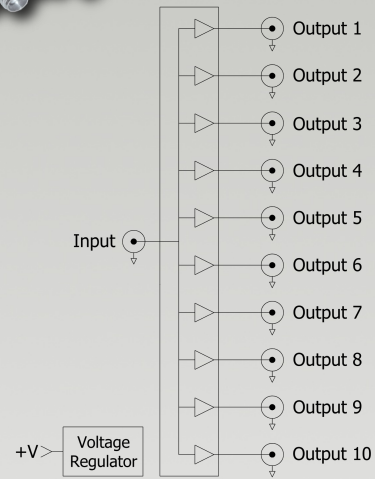 Output 1
Output 2
Output 3
Output 4
Output 5
Input
Output 6
Output 7
Output 8
Output 9
+V
Voltage
Regulator
Output 10